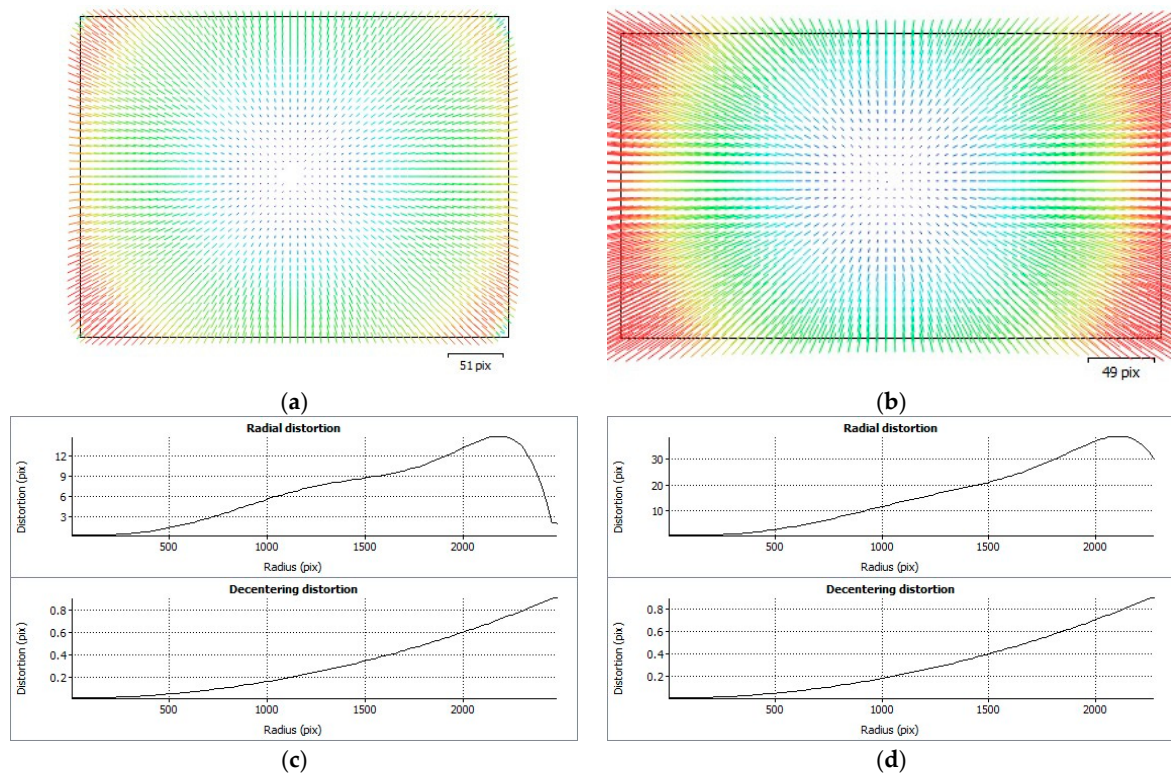 51 pix
49 pix
(a)
(b)
Radial distortion
Distortion (pix)
12
9
6
3
500
1000
1500
2000
Radius (pix)
Decentering distortion
Distortion (pix)
0.8
0.6
0.4
0.2
500
1000
1500
2000
Radius (pix)
Radial distortion
Distortion (pix)
30
20
10
500
1000
1500
2000
Radius (pix)
Decentering distortion
Distortion (pix)
0.8
0.6
0.4
0.2
500
1000
1500
2000
Radius (pix)
(c)
(d)